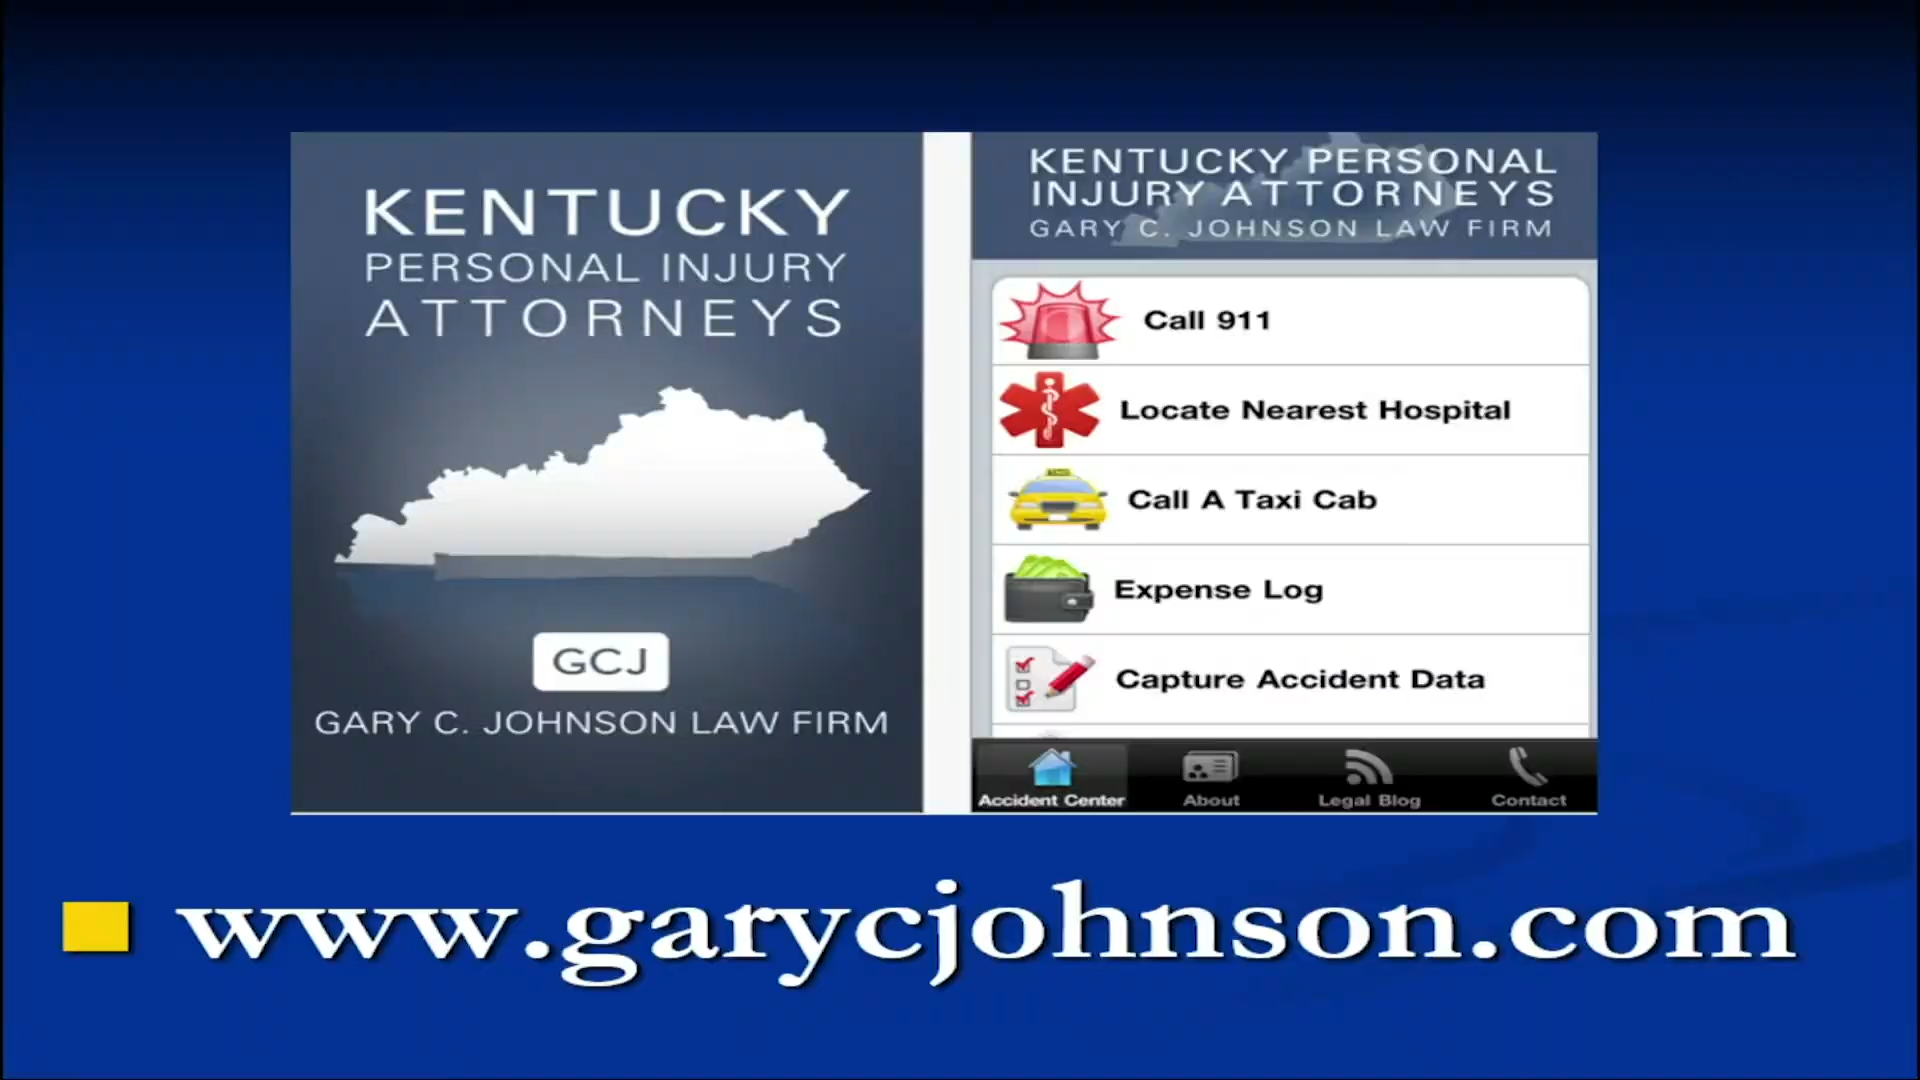 KENTUCKY
PERSONAL INJURY
ATTORNEYS
GCJ
GARY C. JOHNSON LAW FIRM
KENTUCKY PERSONAL
INJURY ATTORNEYS
GARY C. JOHNSON LAW FIRM
Call 911
Locate Nearest Hospital
Call A Taxi Cab
Expense Log
Capture Accident Data
Accident Center
About
Legal Blog
Contact
www.garycjohnson.com